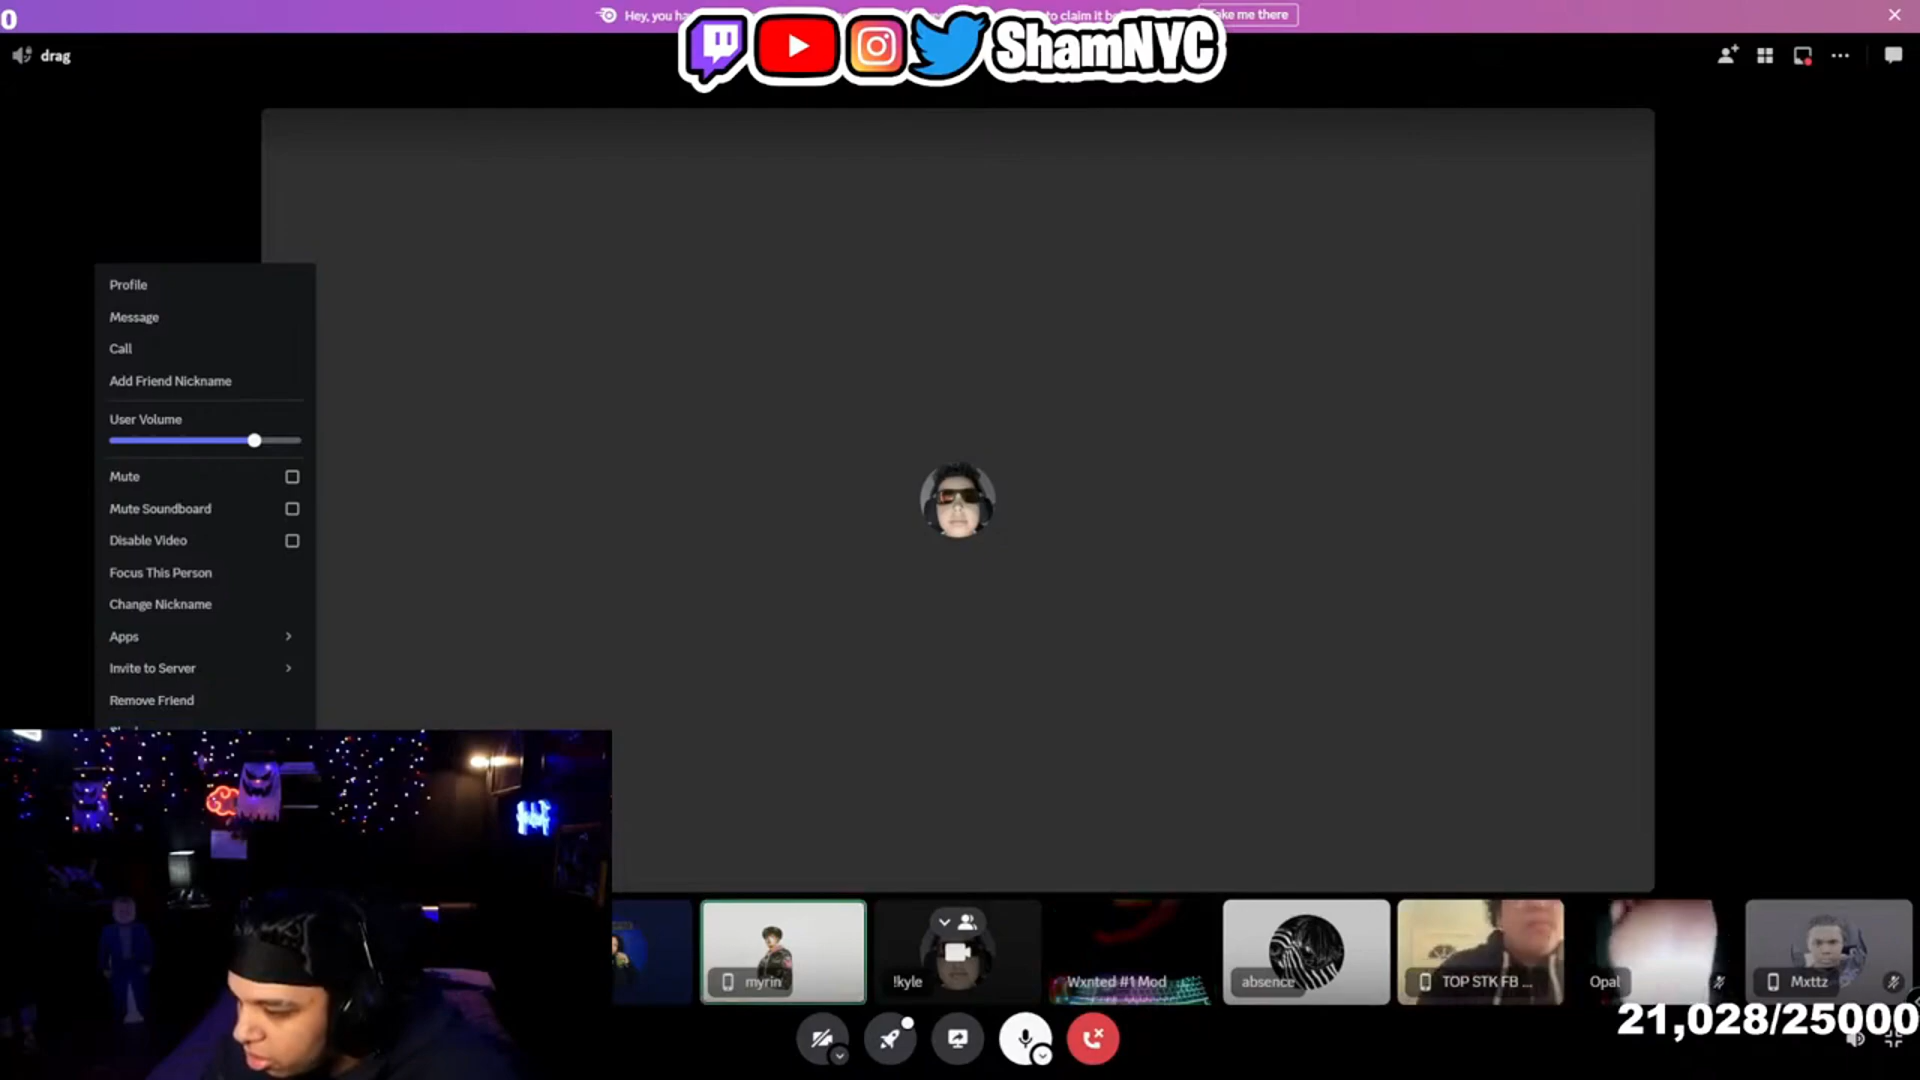 0
Hey, you ha
to claim it b
ake me there
ShamNYC
drag
Profile
Message
Call
Add Friend Nickname
User Volume
Mute
Mute Soundboard
Disable Video
Focus This Person
Change Nickname
Apps
Invite to Server
Remove Friend
myrin
!kyle
Wxnted #1 Mod
absence
TOP STK FB ...
Opal
Mxttz
21,028/25000